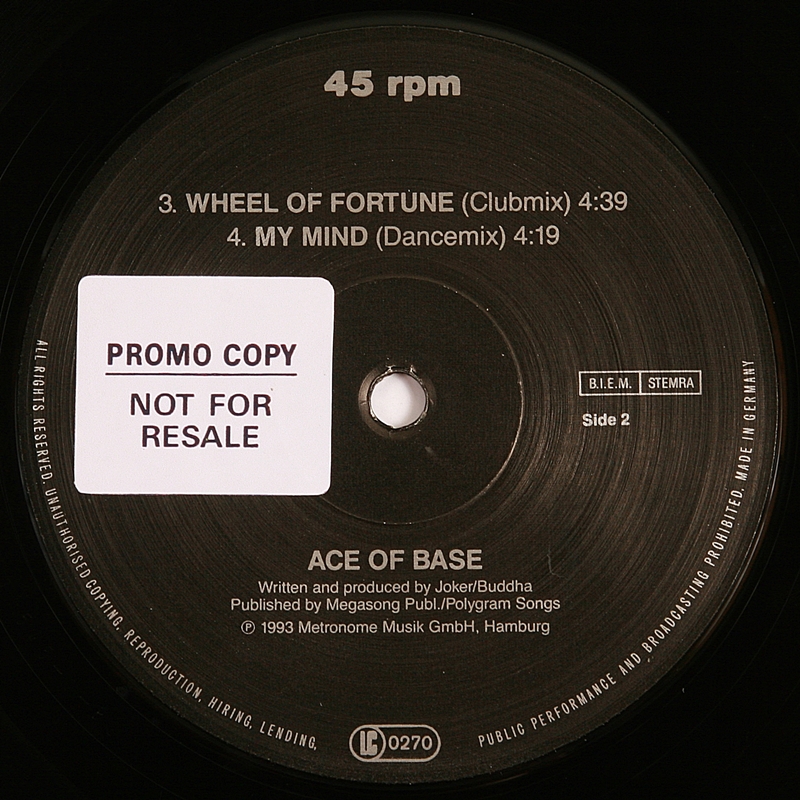 45 rpm
3. WHEEL OF FORTUNE (Clubmix) 4:39
4. MY MIND (Dancemix) 4:19
PROMO COPY
NOT FOR
RESALE
B.I.E.M. STEMRA
Side 2
ACE OF BASE
Written and produced by Joker/Buddha
Published by Megasong Publ./Polygram Songs
℗ 1993 Metronome Musik GmbH, Hamburg
ALL RIGHTS RESERVED. UNAUTHORISED COPYING, REPRODUCTION, HIRING, LENDING,
LC 0270
PUBLIC PERFORMANCE AND BROADCASTING PROHIBITED. MADE IN GERMANY